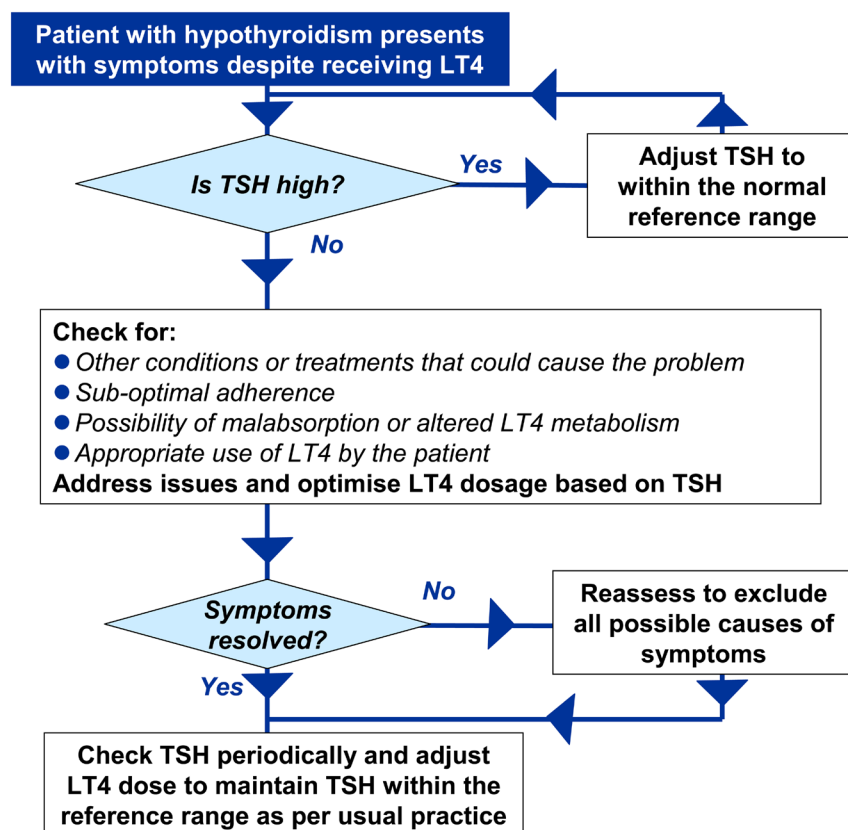 Patient with hypothyroidism presents
with symptoms despite receiving LT4
Is TSH high?
Yes
Adjust TSH to
within the normal
reference range
No
Check for:
Other conditions or treatments that could cause the problem
Sub-optimal adherence
Possibility of malabsorption or altered LT4 metabolism
Appropriate use of LT4 by the patient
Address issues and optimise LT4 dosage based on TSH
Symptoms
resolved?
No
Reassess to exclude
all possible causes of
symptoms
Yes
Check TSH periodically and adjust
LT4 dose to maintain TSH within the
reference range as per usual practice